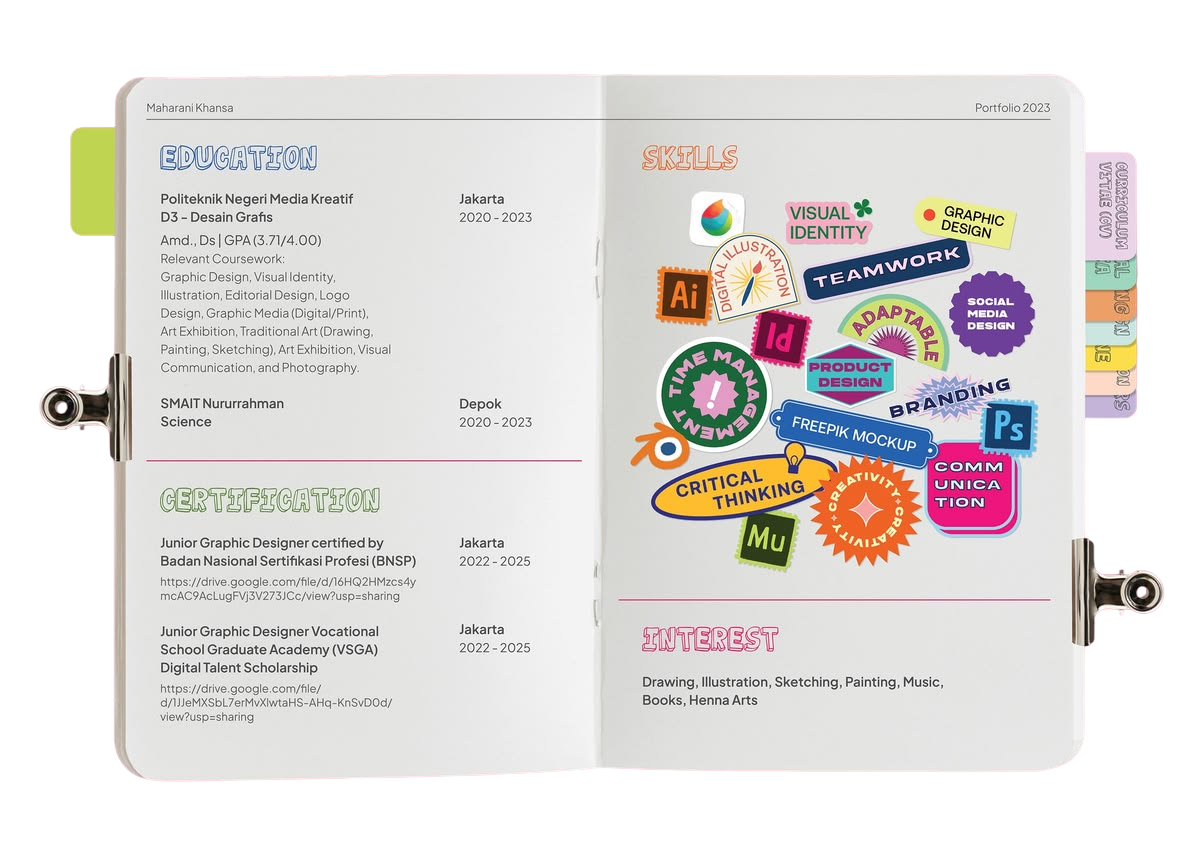 Maharani Khansa
Portfolio 2023
EDUCATION
Politeknik Negeri Media Kreatif
D3 - Desain Grafis
Jakarta
2020 - 2023
Amd., Ds | GPA (3.71/4.00)
Relevant Coursework:
Graphic Design, Visual Identity,
Illustration, Editorial Design, Logo
Design, Graphic Media (Digital/Print),
Art Exhibition, Traditional Art (Drawing,
Painting, Sketching), Art Exhibition, Visual
Communication, and Photography.
SMAIT Nururrahman
Science
Depok
2020 - 2023
CERTIFICATION
Junior Graphic Designer certified by
Badan Nasional Sertifikasi Profesi (BNSP)
Jakarta
2022 - 2025
https://drive.google.com/file/d/16HQ2HMzcs4y
mcAC9AcLugFVj3V273JCc/view?usp=sharing
Junior Graphic Designer Vocational
School Graduate Academy (VSGA)
Digital Talent Scholarship
Jakarta
2022 - 2025
https://drive.google.com/file/
d/1JJeMXSbL7erMvXlwtaHS-AHq-KnSvD0d/
view?usp=sharing
SKILLS
VISUAL
IDENTITY
GRAPHIC
DESIGN
DIGITAL ILLUSTRATION
TEAMWORK
Ai
SOCIAL
MEDIA
DESIGN
Id
ADAPTABLE
TIME MANAGEMENT
!
PRODUCT
DESIGN
BRANDING
FREEPIK MOCKUP
Ps
CRITICAL
THINKING
CREATIVITY
CREATIVITY
COMM
UNICA
TION
Mu
INTEREST
Drawing, Illustration, Sketching, Painting, Music,
Books, Henna Arts
CURRICULUM
VITAE (CV)